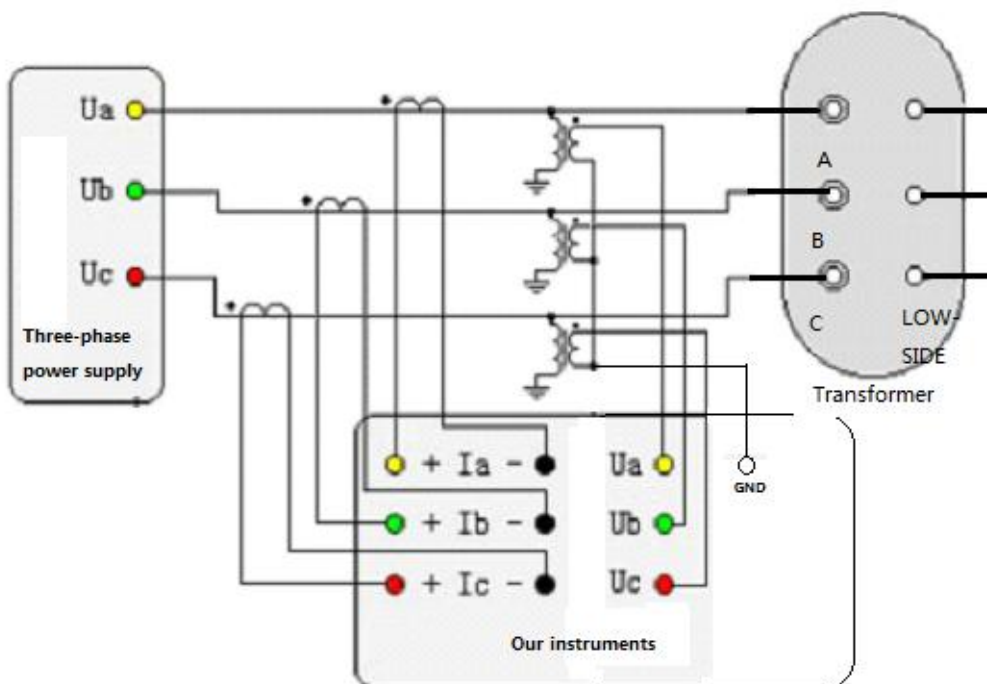 Ua
Ub
Uc
Three-phase
power supply
A
B
C
LOW-
SIDE
Transformer
+ Ia -
Ua
GND
+ Ib -
Ub
+ Ic -
Uc
Our instruments